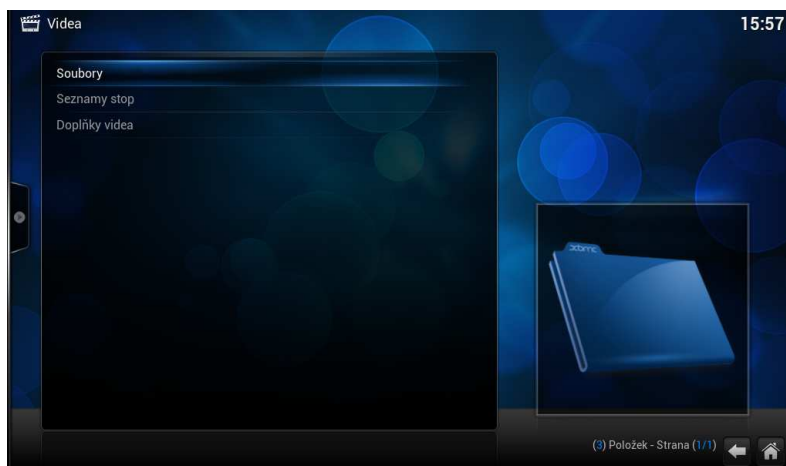 Videa
15:57
Soubory
Seznamy stop
Doplňky videa
xbmc
(3) Položek - Strana (1/1)